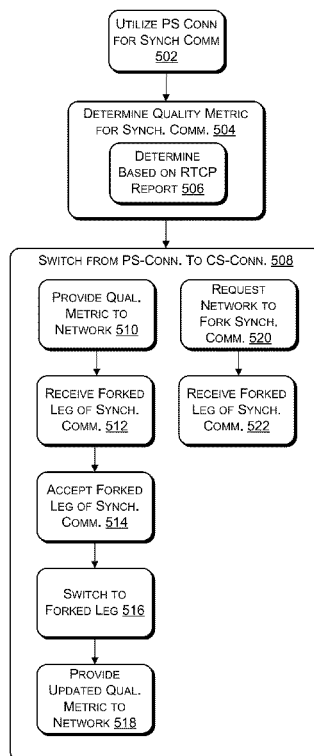 UTILIZE PS CONN
FOR SYNCH COMM
502
DETERMINE QUALITY METRIC
FOR SYNCH. COMM. 504
DETERMINE
BASED ON RTCP
REPORT 506
SWITCH FROM PS-CONN. TO CS-CONN. 508
PROVIDE QUAL.
METRIC TO
NETWORK 510
RECEIVE FORKED
LEG OF SYNCH.
COMM. 512
ACCEPT FORKED
LEG OF SYNCH.
COMM. 514
SWITCH TO
FORKED LEG 516
PROVIDE
UPDATED QUAL.
METRIC TO
NETWORK 518
REQUEST
NETWORK TO
FORK SYNCH.
COMM. 520
RECEIVE FORKED
LEG OF SYNCH.
COMM. 522